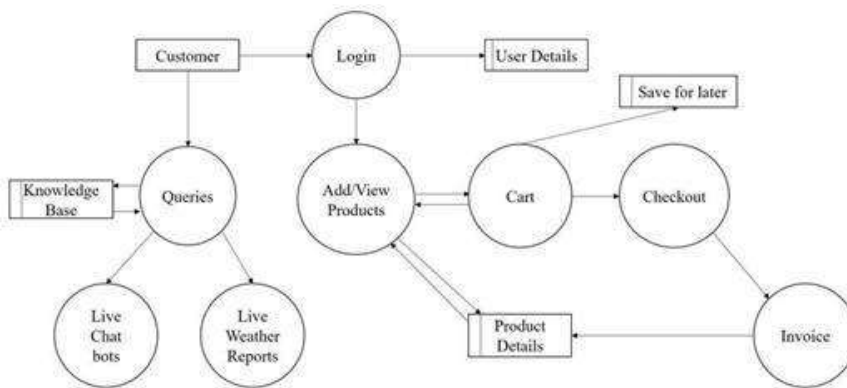 Customer
Login
User Details
Save for later
Knowledge
Base
Queries
Add/View
Products
Cart
Checkout
Live
Chat
bots
Live
Weather
Reports
Product
Details
Invoice